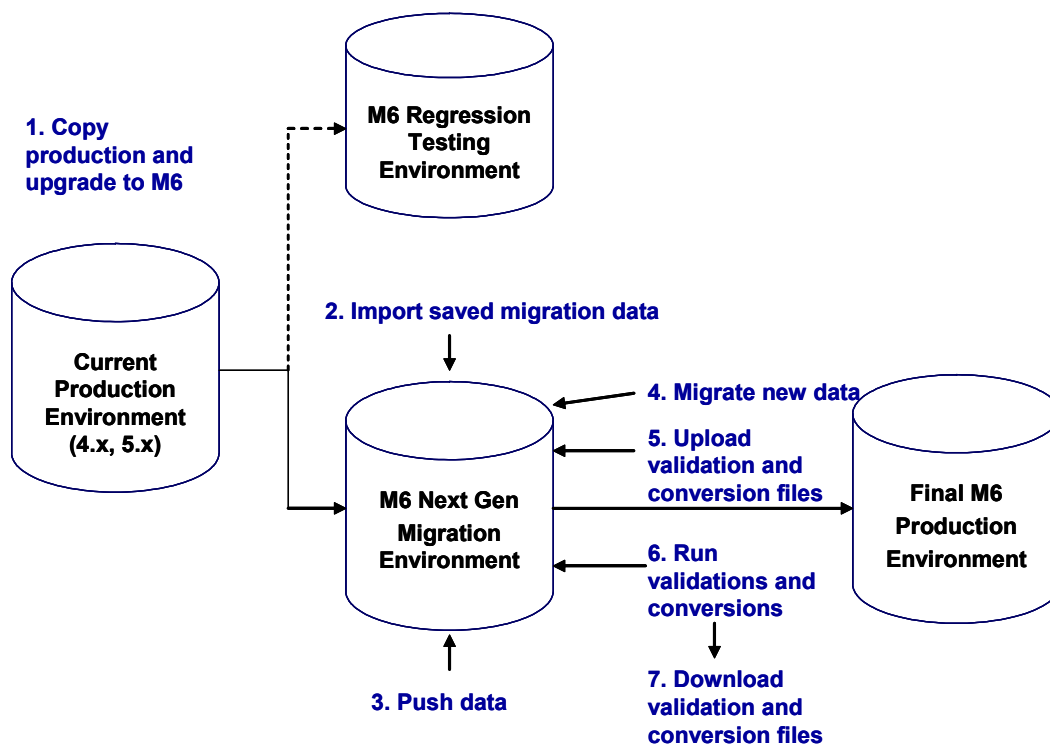 M6 Regression
Testing
Environment
1. Copy
production and
upgrade to M6
2. Import saved migration data
Current
Production
Environment
(4.x, 5.x)
4. Migrate new data
5. Upload
validation and
conversion files
M6 Next Gen
Migration
Environment
Final M6
Production
Environment
6. Run
validations and
conversions
3. Push data
7. Download
validation and
conversion files